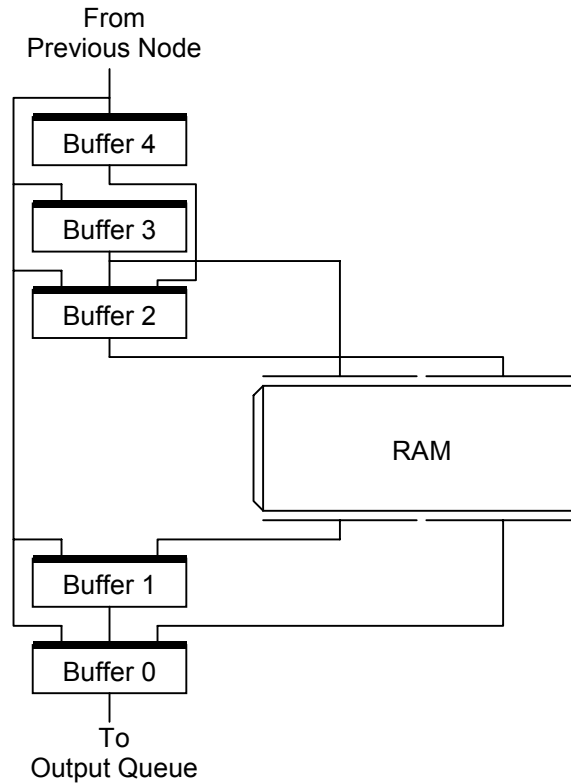 From
Previous Node
Buffer 4
Buffer 3
Buffer 2
RAM
Buffer 1
Buffer 0
To
Output Queue